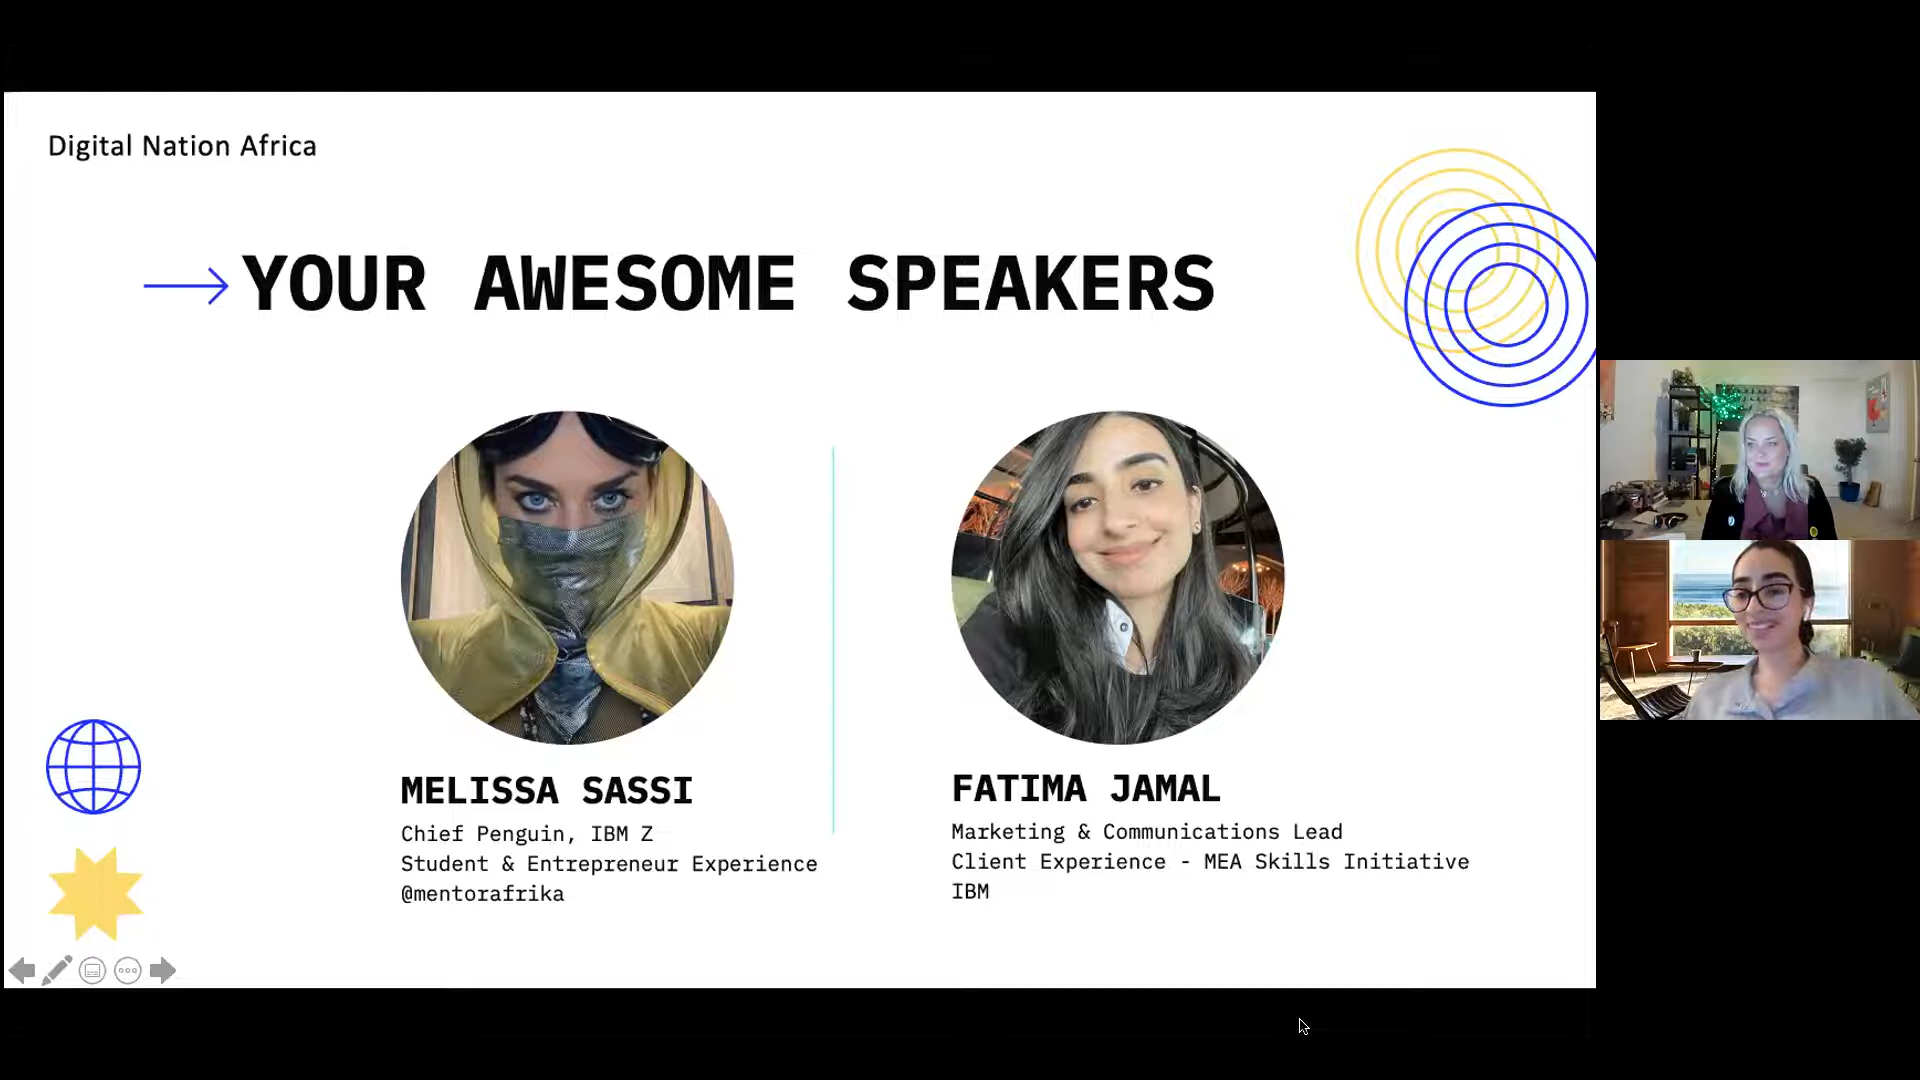 Digital Nation Africa
YOUR AWESOME SPEAKERS
MELISSA SASSI
Chief Penguin, IBM Z
Student & Entrepreneur Experience
@mentorafrika
FATIMA JAMAL
Marketing & Communications Lead
Client Experience - MEA Skills Initiative
IBM